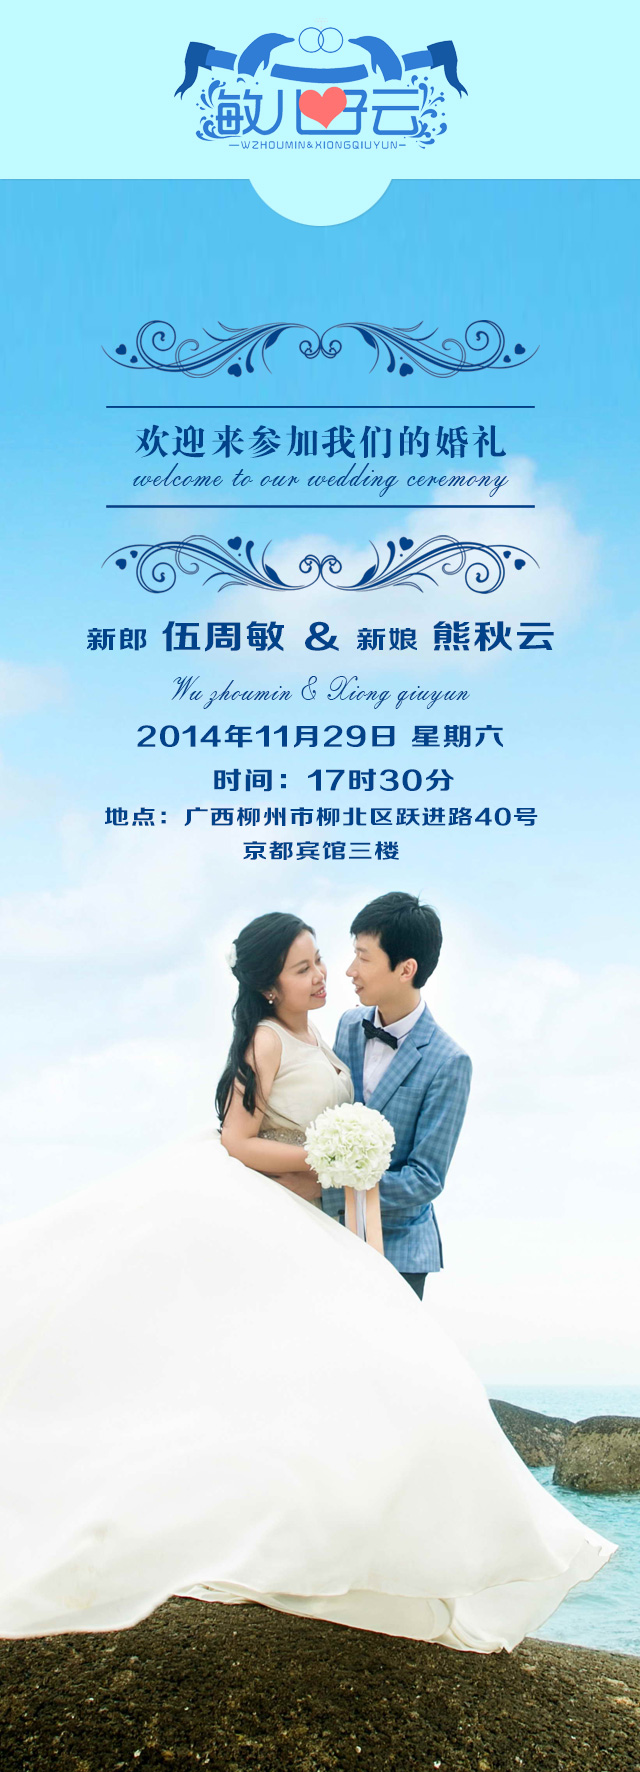 敏儿好云
WZHOUMIN&XIONGQIUYUN
欢迎来参加我们的婚礼
welcome to our wedding ceremony
新郎 伍周敏 & 新娘 熊秋云
Wu zhoumin & Xiong qiuyun
2014年11月29日 星期六
时间：17时30分
地点：广西柳州市柳北区跃进路40号
京都宾馆三楼